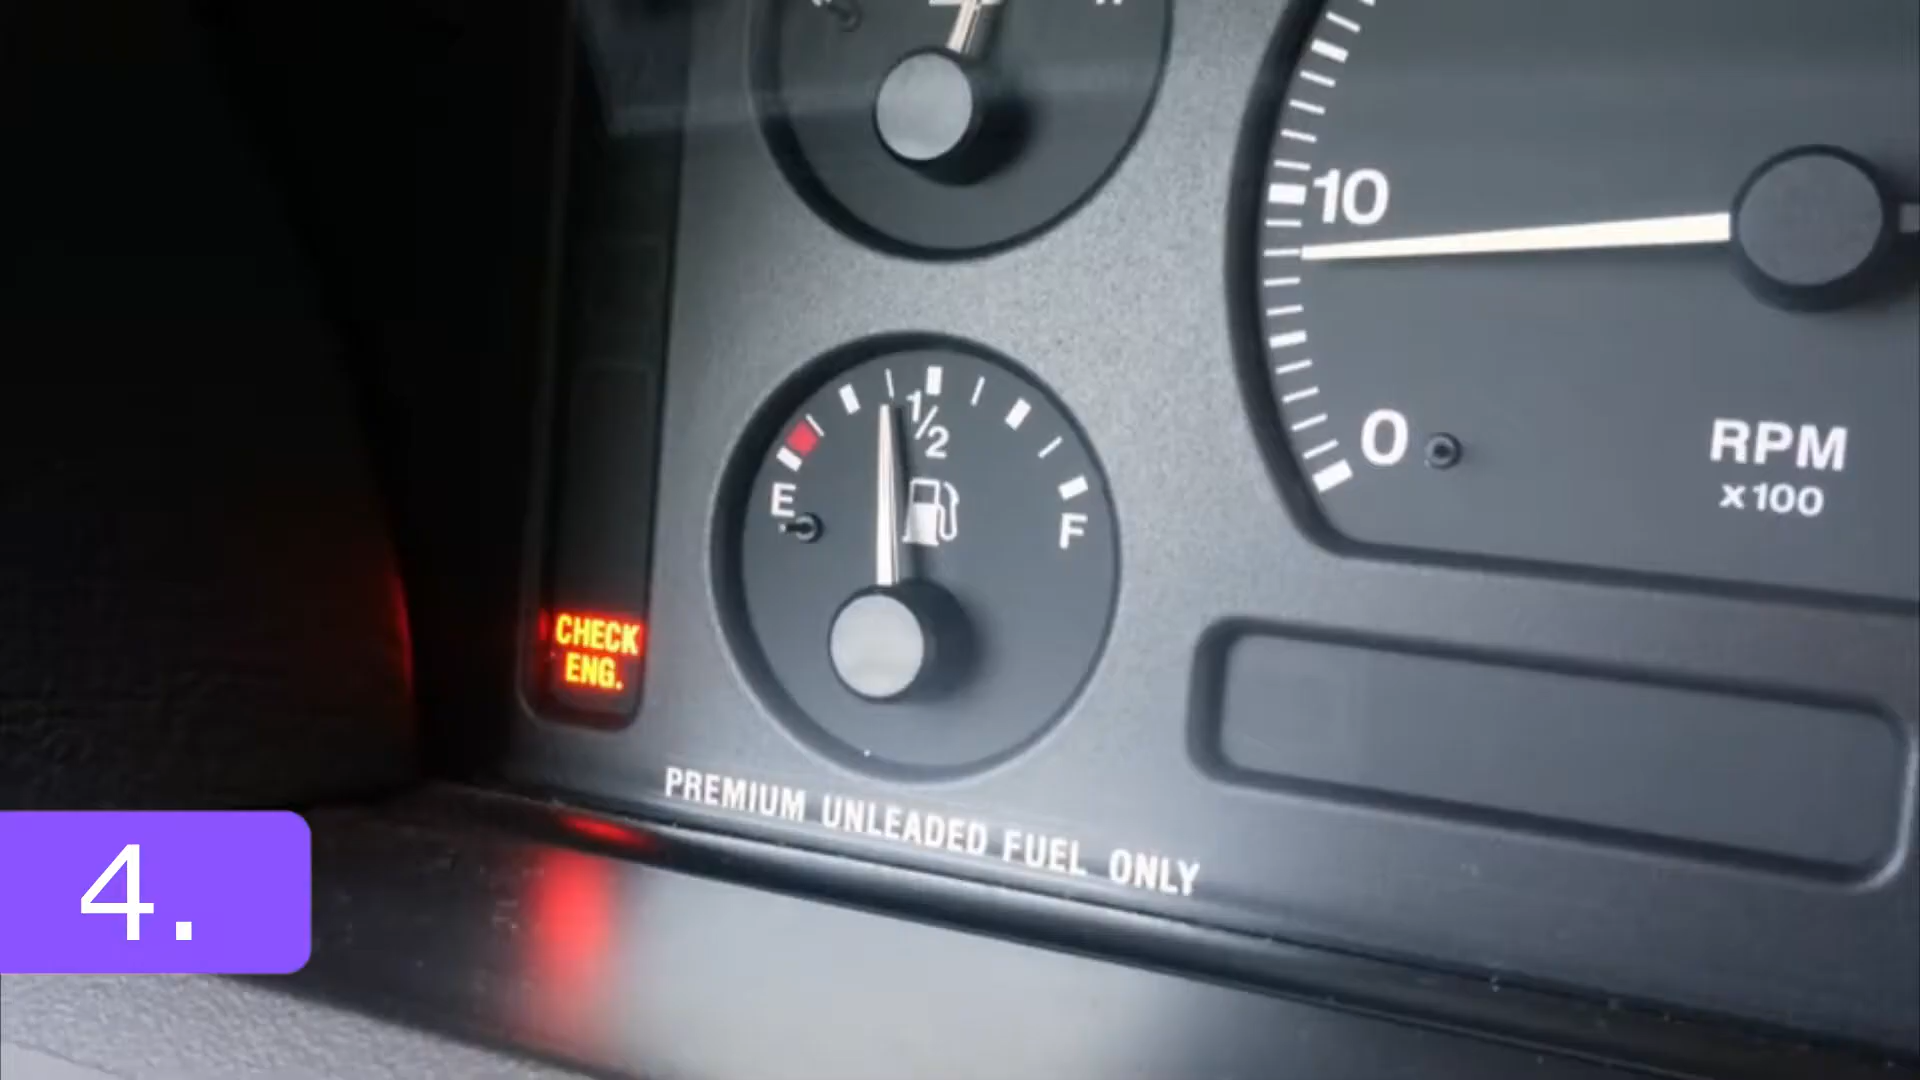 10
1/2
E
F
0
RPM
x100
CHECK
ENG.
PREMIUM UNLEADED FUEL ONLY
4.